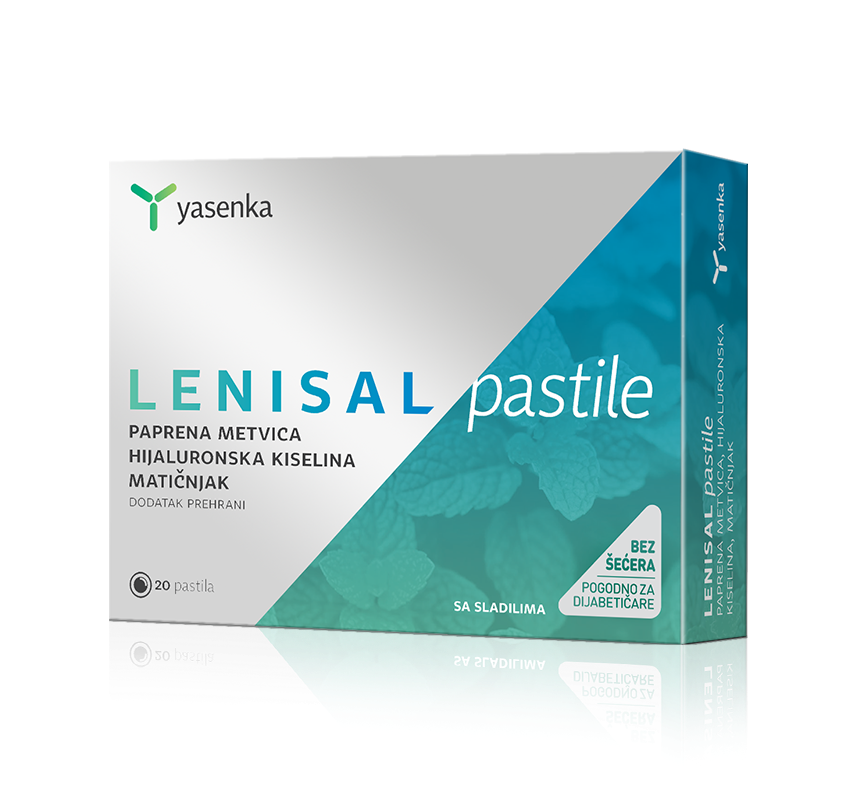 yasenka
LENISAL pastile
PAPRENA METVICA
HIJALURONSKA KISELINA
MATIČNJAK
DODATAK PREHRANI
20 pastila
SA SLADILIMA
BEZ
ŠEĆERA
POGODNO ZA
DIJABETIČARE
yasenka
LENISAL pastile
PAPRENA METVICA, HIJALURONSKA
KISELINA, MATIČNJAK